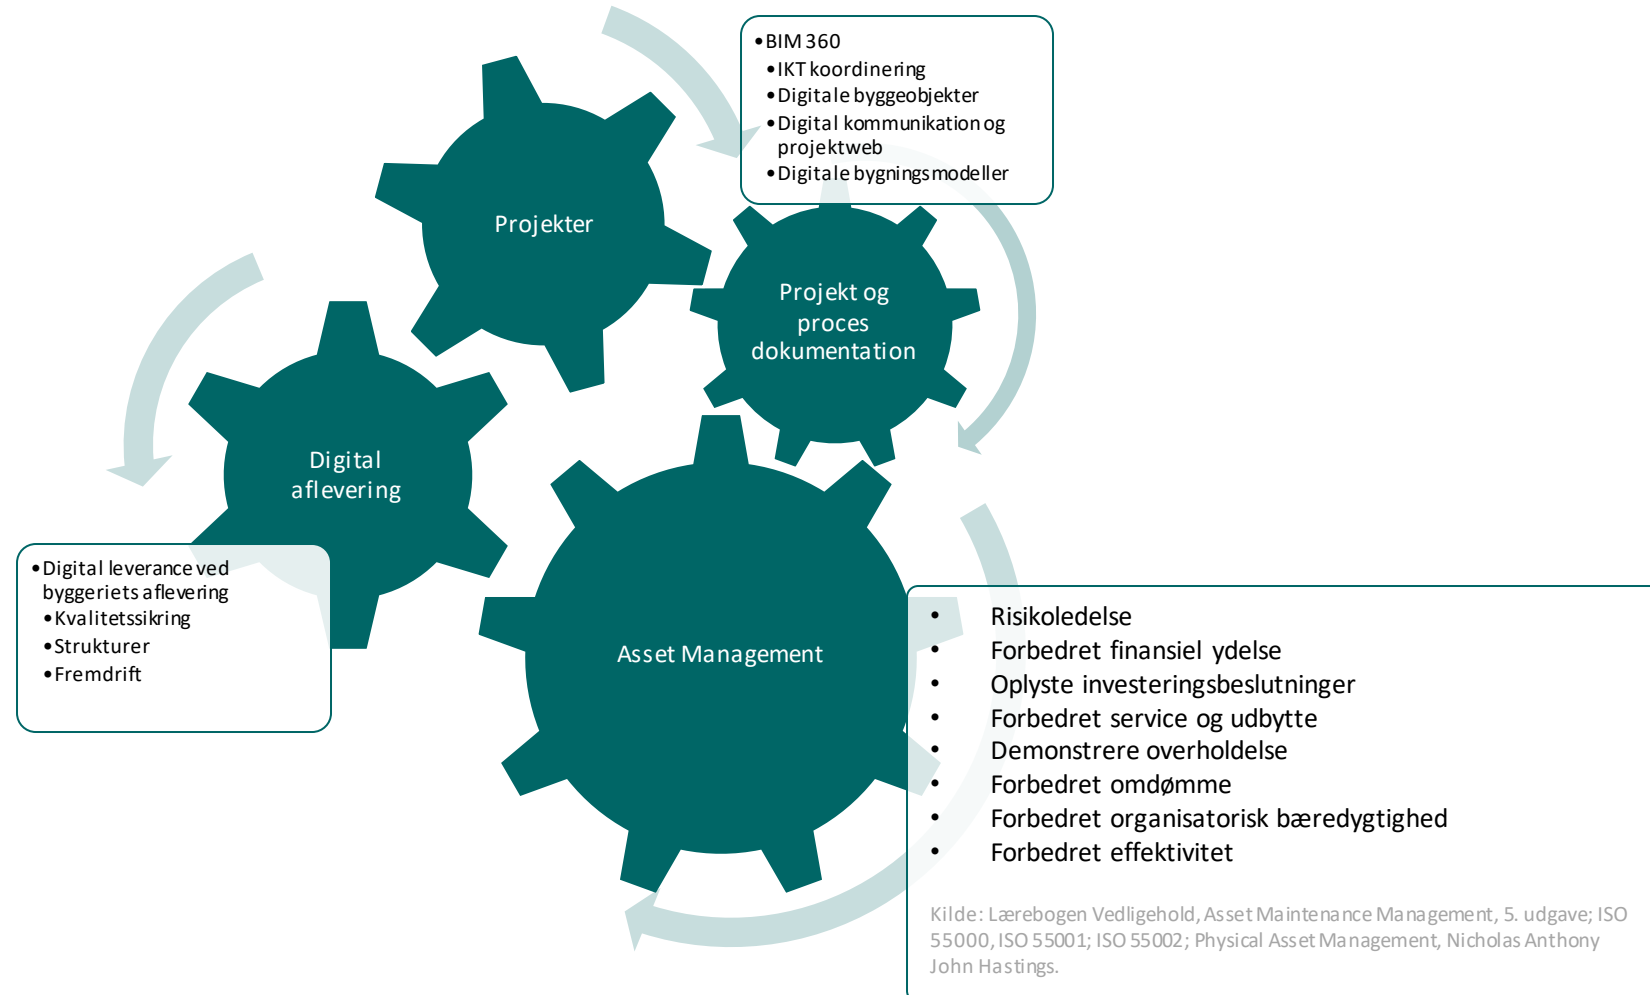 •BIM 360
•IKT koordinering
•Digitale byggeobjekter
•Digital kommunikation og
projektweb
•Digitale bygningsmodeller
Projekter
Projekt og
proces
dokumentation
Digital
aflevering
•Digital leverance ved
byggeriets aflevering
•Kvalitetssikring
•Strukturer
•Fremdrift
Asset Management
• Risikoledelse
• Forbedret finansiel ydelse
• Oplyste investeringsbeslutninger
• Forbedret service og udbytte
• Demonstrere overholdelse
• Forbedret omdømme
• Forbedret organisatorisk bæredygtighed
• Forbedret effektivitet
Kilde: Lærebogen Vedligehold, Asset Maintenance Management, 5. udgave; ISO
55000, ISO 55001; ISO 55002; Physical Asset Management, Nicholas Anthony
John Hastings.